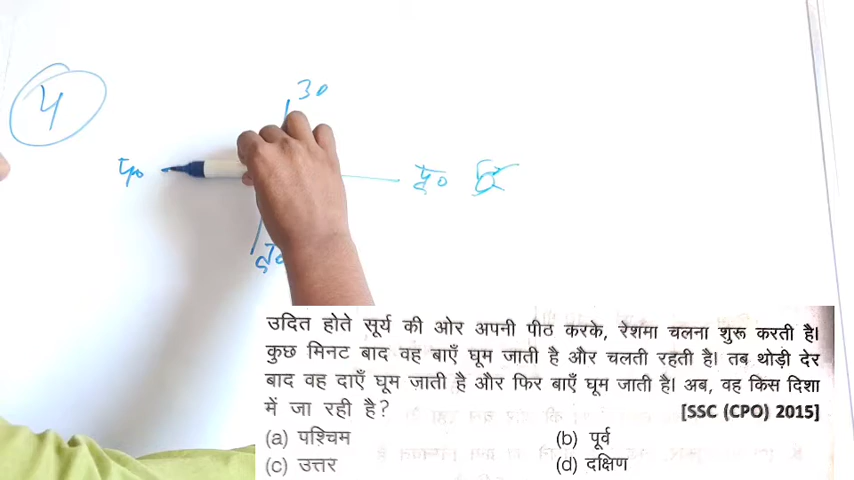 4
उ०
प०
पू०
द०
उदित होते सूर्य की ओर अपनी पीठ करके, रेशमा चलना शुरू करती है।
कुछ मिनट बाद वह बाएँ घूम जाती है और चलती रहती है। तब थोड़ी देर
बाद वह दाएँ घूम जाती है और फिर बाएँ घूम जाती है। अब, वह किस दिशा
में जा रही है? [SSC (CPO) 2015]
(a) पश्चिम (b) पूर्व
(c) उत्तर (d) दक्षिण